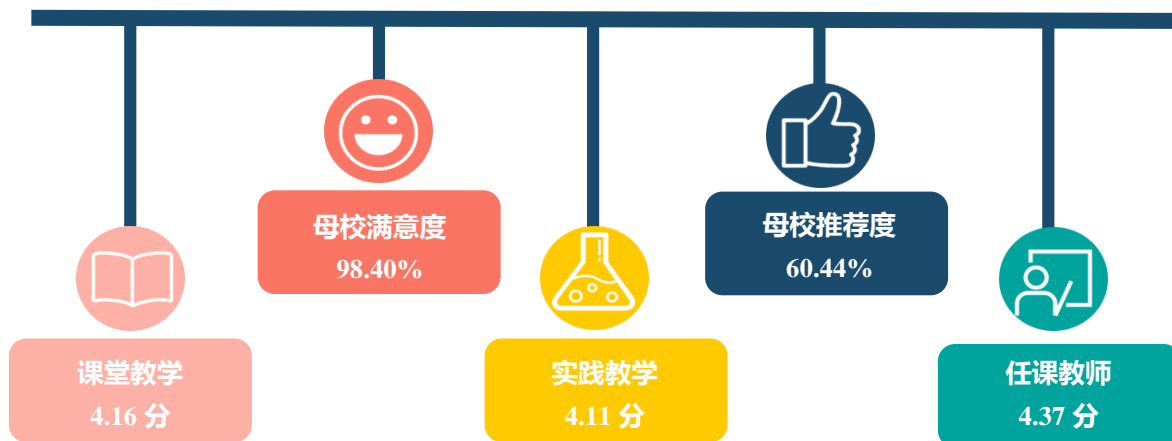 母校满意度
98.40%
母校推荐度
60.44%
课堂教学
4.16 分
实践教学
4.11 分
任课教师
4.37 分